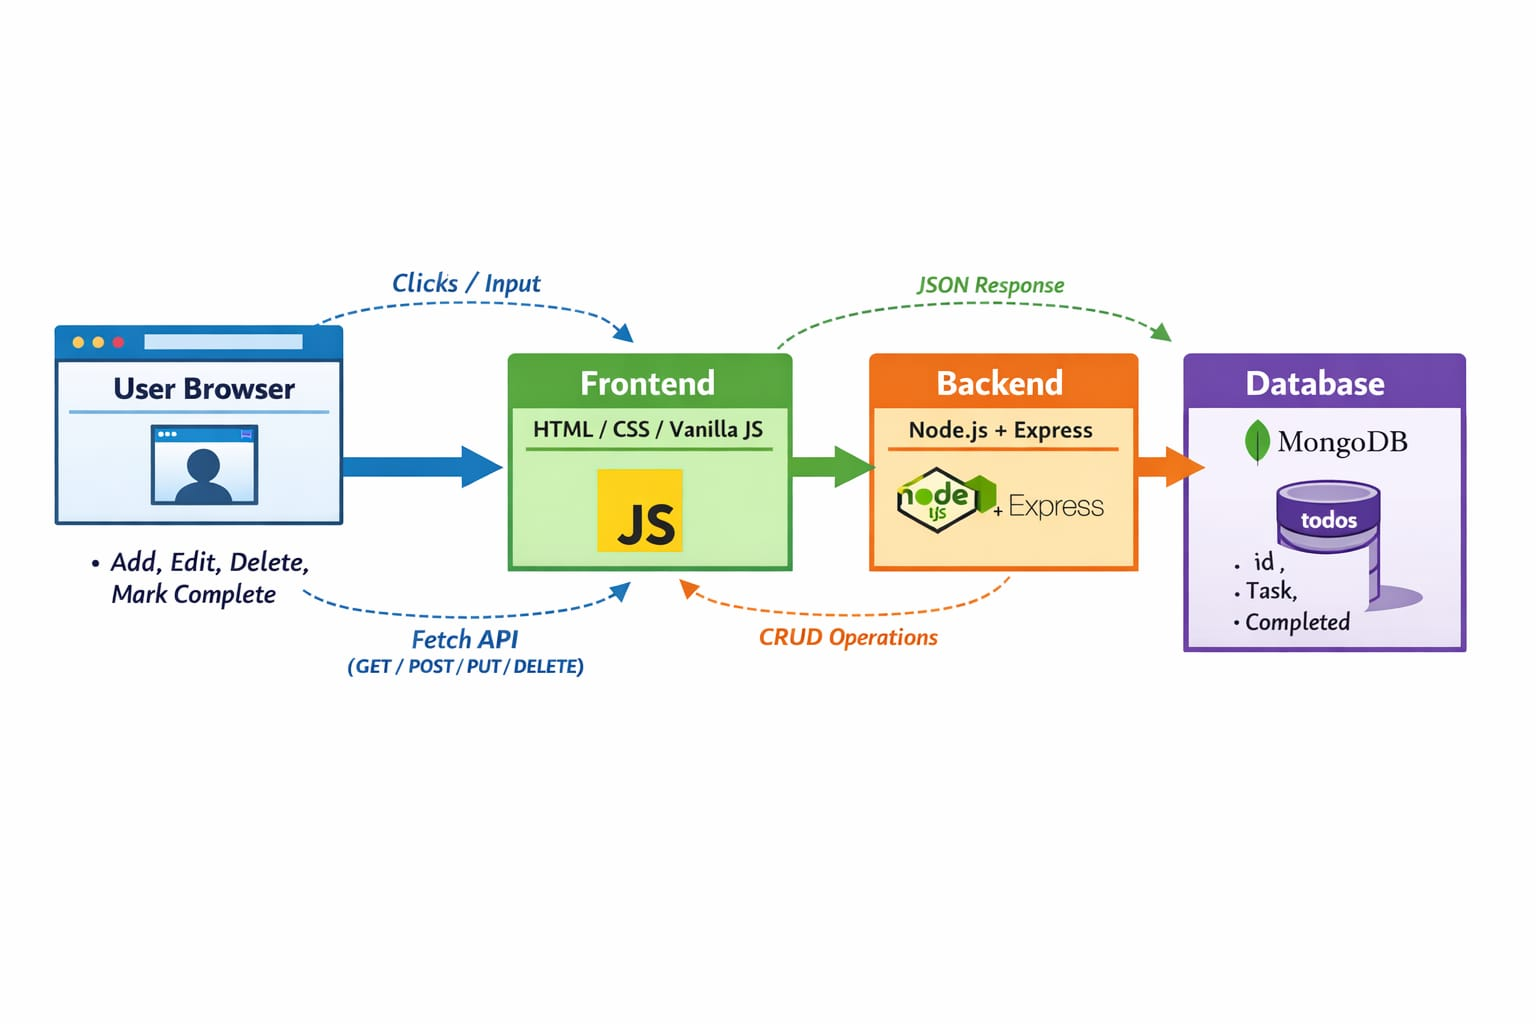 Clicks / Input
JSON Response
User Browser
Frontend
HTML / CSS / Vanilla JS
JS
Backend
Node.js + Express
node
+ Express
Database
MongoDB
todos
. id ,
• Task,
• Completed
• Add, Edit, Delete,
Mark Complete
Fetch API
(GET / POST / PUT / DELETE)
CRUD Operations